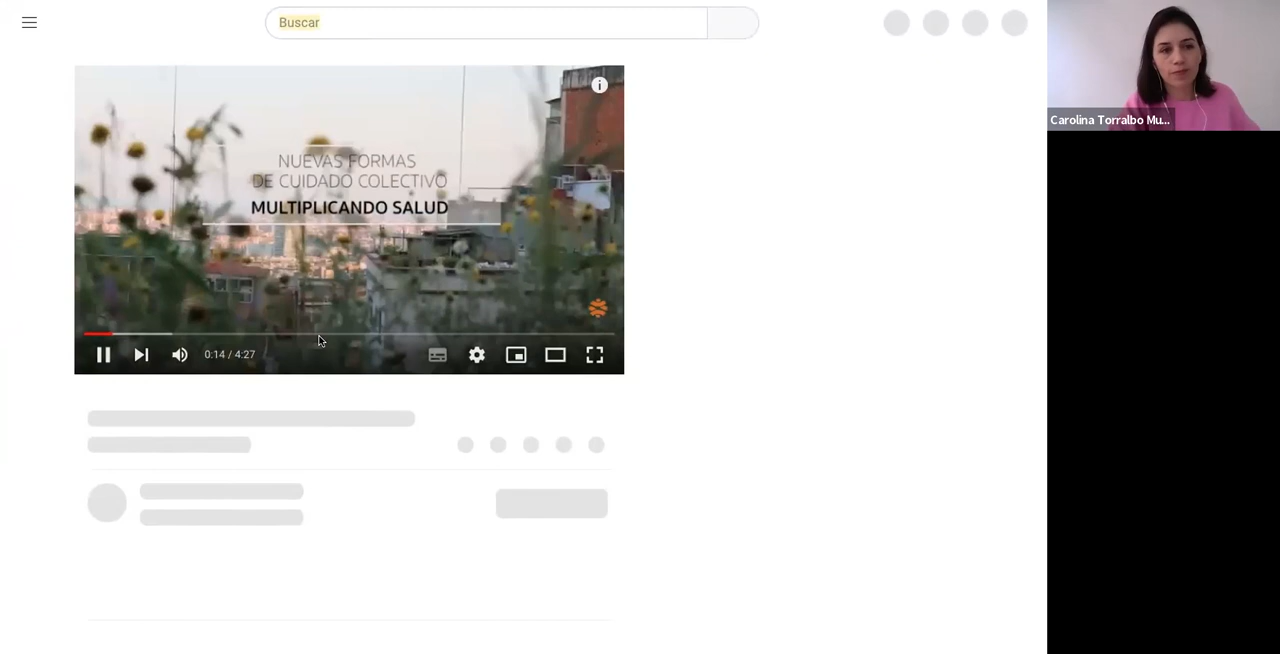 Buscar
NUEVAS FORMAS
DE CUIDADO COLECTIVO
MULTIPLICANDO SALUD
i
0:14 / 4:27
Carolina Torralbo Mu...